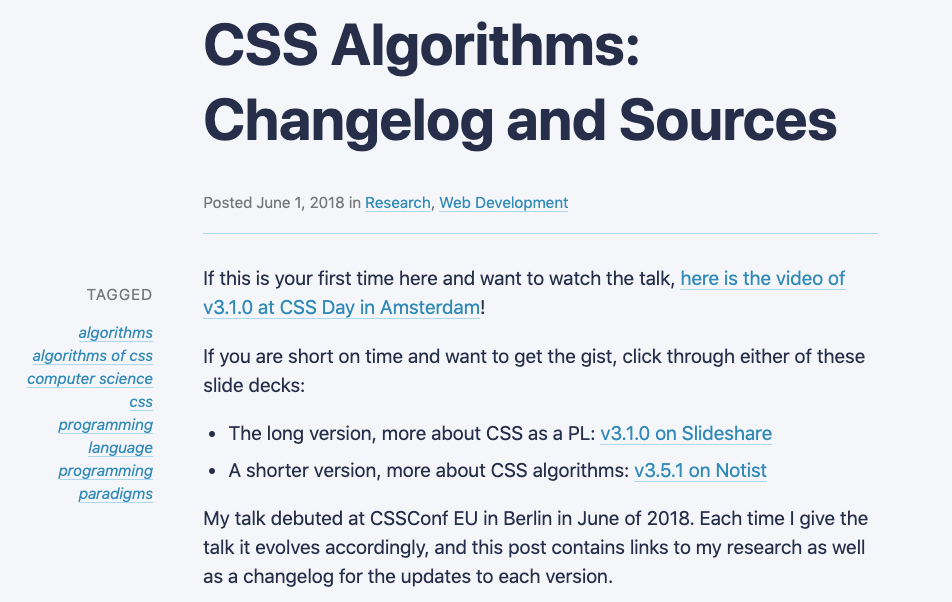 CSS Algorithms:
Changelog and Sources
Posted June 1, 2018 in Research, Web Development
TAGGED
algorithms
algorithms of css
computer science
css
programming
language
programming
paradigms
If this is your first time here and want to watch the talk, here is the video of
v3.1.0 at CSS Day in Amsterdam!
If you are short on time and want to get the gist, click through either of these
slide decks:
• The long version, more about CSS as a PL: v3.1.0 on Slideshare
• A shorter version, more about CSS algorithms: v3.5.1 on Notist
My talk debuted at CSSConf EU in Berlin in June of 2018. Each time I give the
talk it evolves accordingly, and this post contains links to my research as well
as a changelog for the updates to each version.